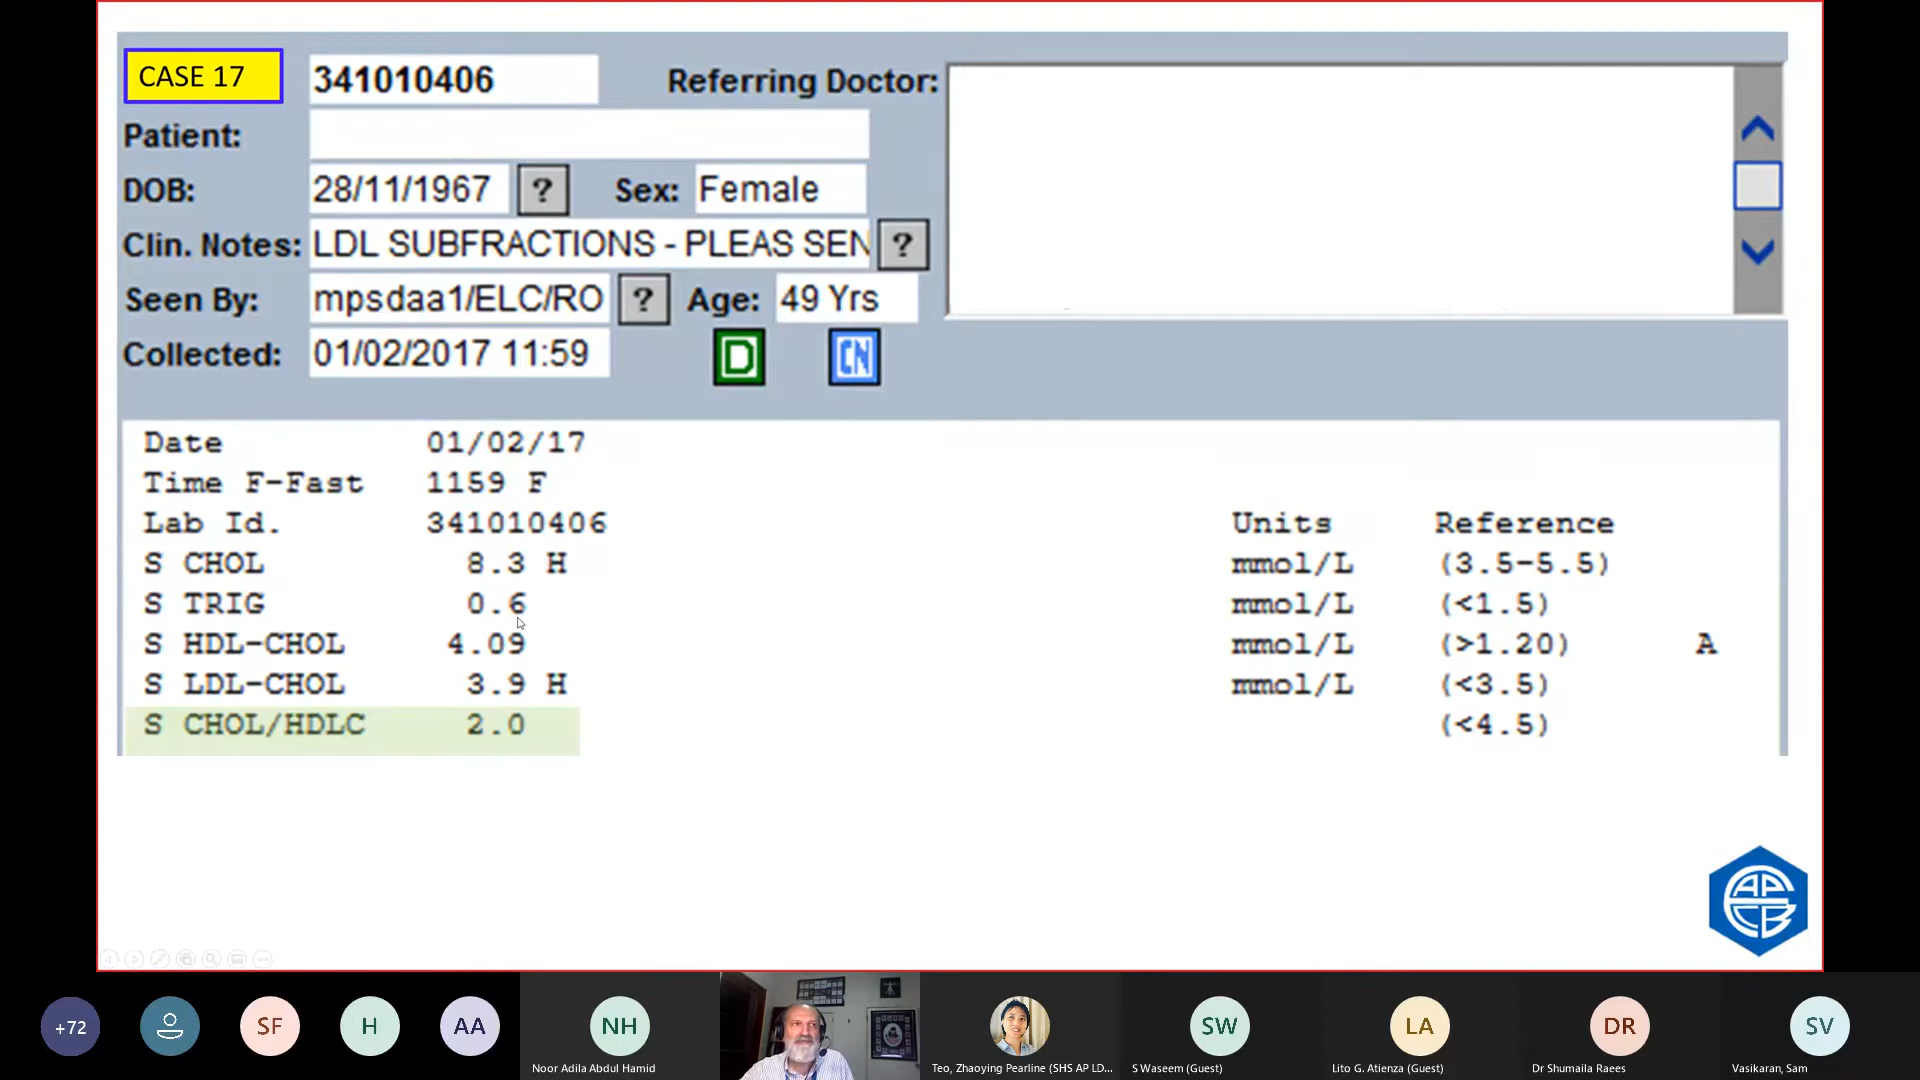 CASE 17 341010406 Referring Doctor:
Patient:
DOB: 28/11/1967 ? Sex: Female
Clin. Notes: LDL SUBFRACTIONS - PLEAS SEN ?
Seen By: mpsdaa1/ELC/RO ? Age: 49 Yrs
Collected: 01/02/2017 11:59 D CN
Date 01/02/17
Time F-Fast 1159 F
Lab Id. 341010406 Units Reference
S CHOL 8.3 H mmol/L (3.5-5.5)
S TRIG 0.6 mmol/L (<1.5)
S HDL-CHOL 4.09 mmol/L (>1.20) A
S LDL-CHOL 3.9 H mmol/L (<3.5)
S CHOL/HDLC 2.0 (<4.5)
APFCB
+72 SF H AA NH SW LA DR SV
Noor Adila Abdul Hamid Teo, Zhaoying Pearline (SHS AP LD... S Waseem (Guest) Lito G. Atienza (Guest) Dr Shumaila Raees Vasikaran, Sam